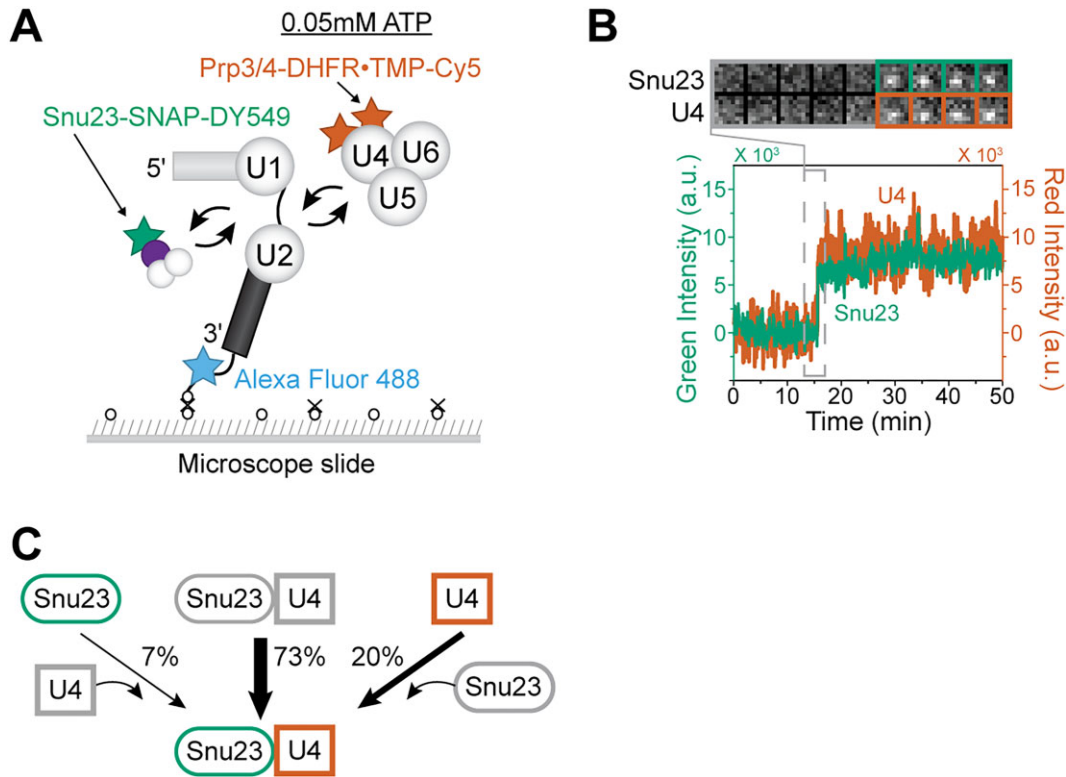 A
0.05mM ATP
Prp3/4-DHFR•TMP-Cy5
Snu23-SNAP-DY549
5'
U1
U4
U6
U5
U2
3'
Alexa Fluor 488
Microscope slide
B
Snu23
U4
X 10³
X 10³
Green Intensity (a.u.)
15
10
5
0
U4
Snu23
15
10
5
0
Red Intensity (a.u.)
0
10
20
30
40
50
Time (min)
C
Snu23
Snu23
U4
U4
7%
73%
20%
U4
Snu23
Snu23
U4